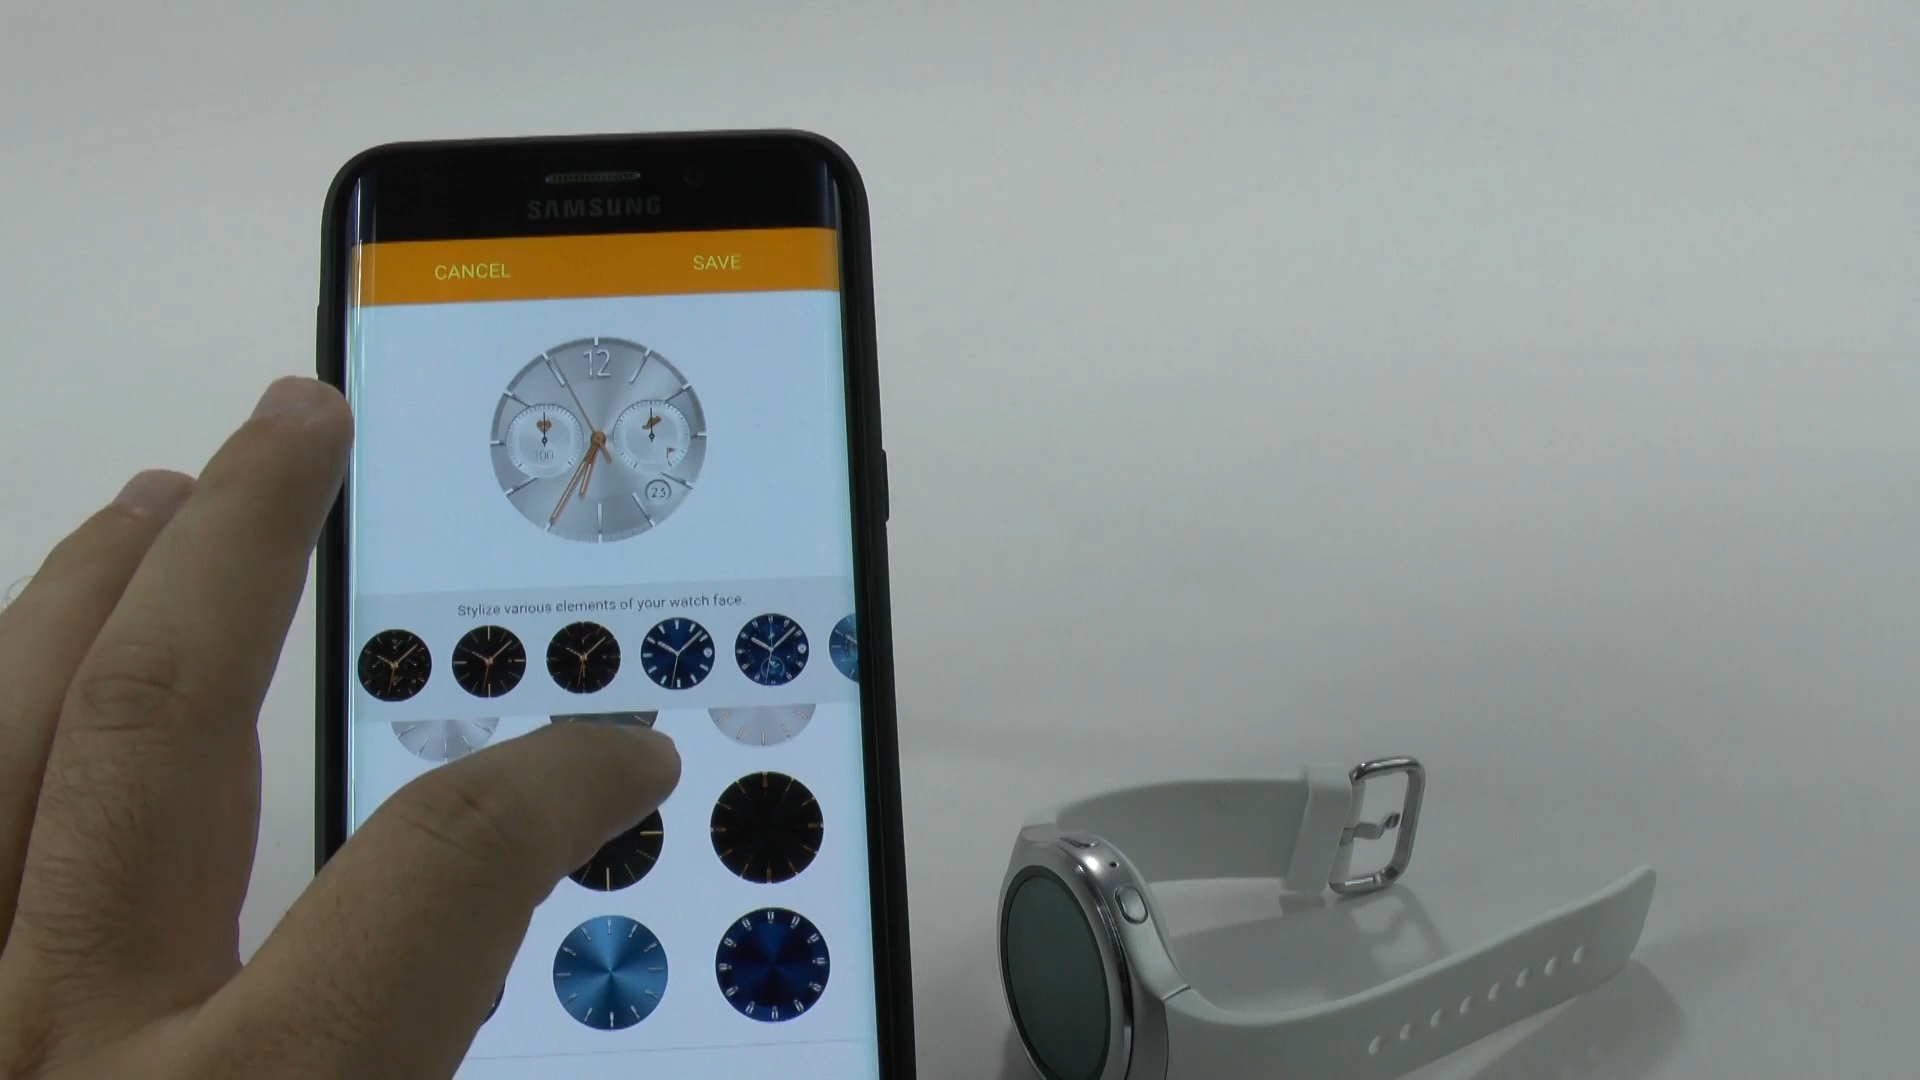 SAMSUNG
CANCEL SAVE
12
100
23
Stylize various elements of your watch face.